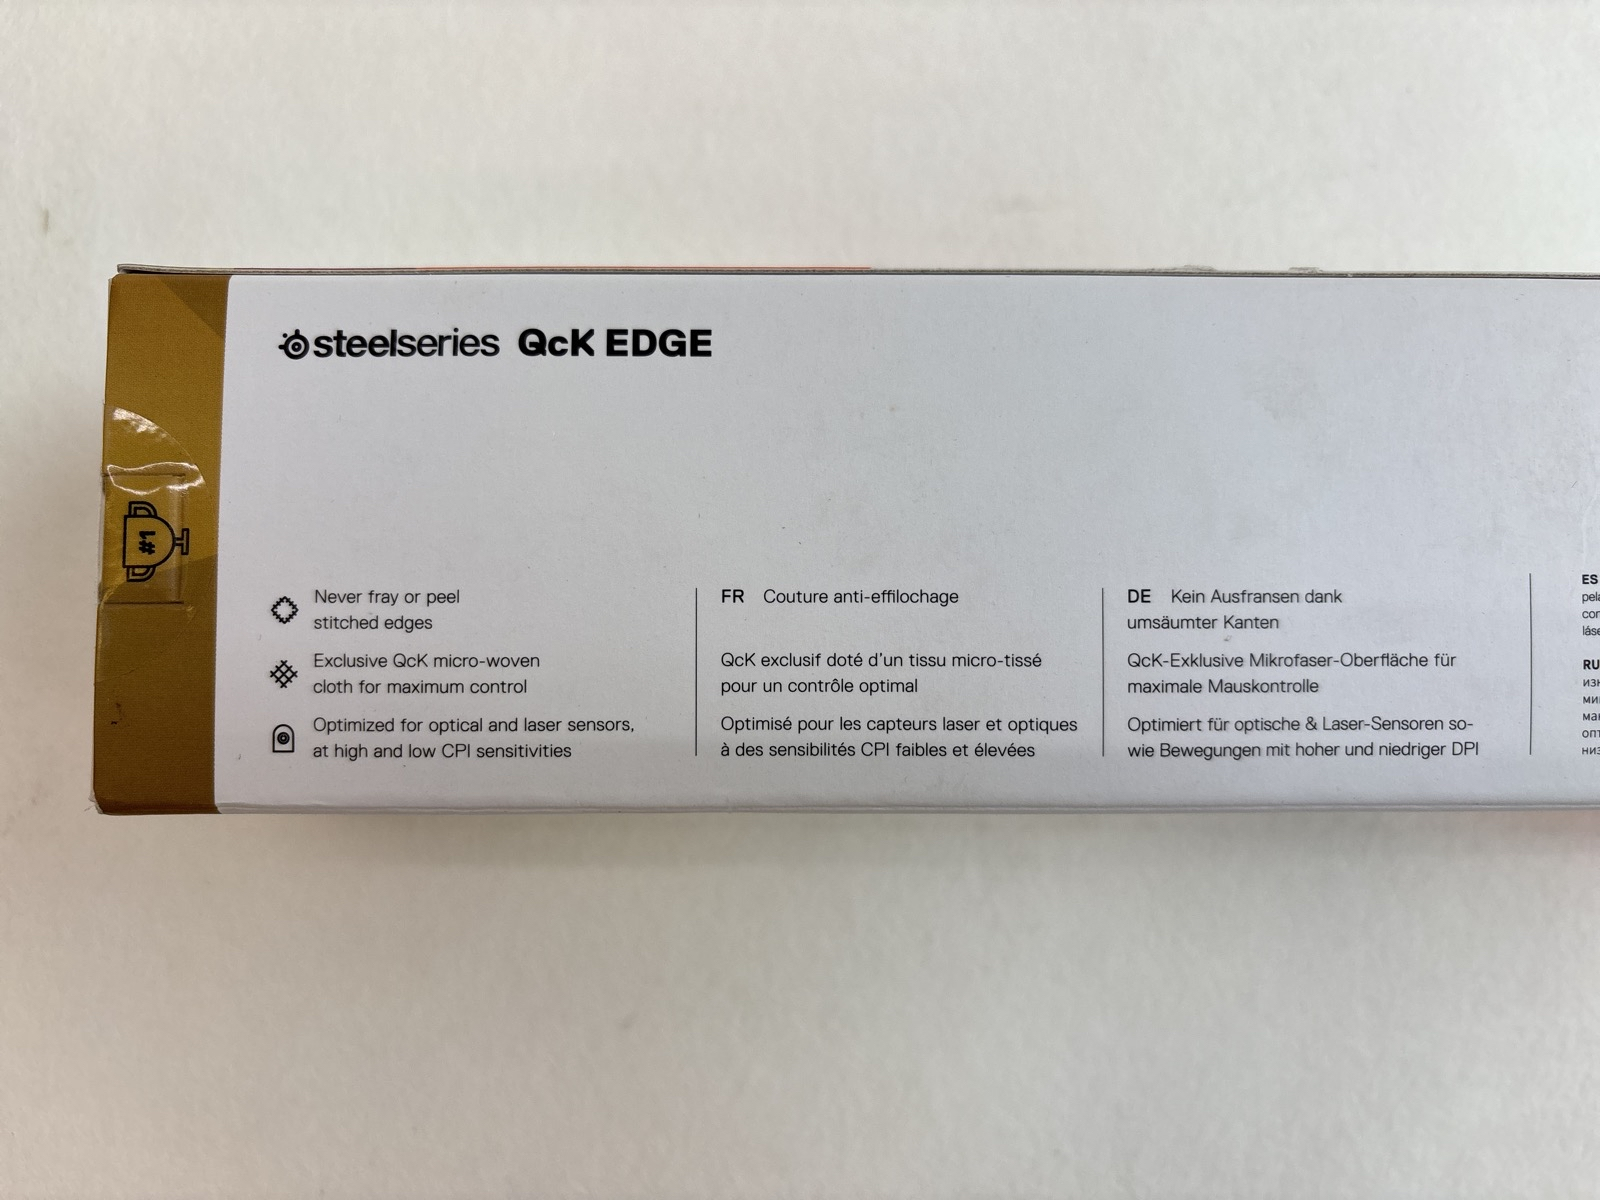 steelseries QcK EDGE
#1
Never fray or peel
stitched edges
Exclusive QcK micro-woven
cloth for maximum control
Optimized for optical and laser sensors,
at high and low CPI sensitivities
FR Couture anti-effilochage
QcK exclusif doté d'un tissu micro-tissé
pour un contrôle optimal
Optimisé pour les capteurs laser et optiques
à des sensibilités CPI faibles et élevées
DE Kein Ausfransen dank
umsäumter Kanten
QcK-Exklusive Mikrofaser-Oberfläche für
maximale Mauskontrolle
Optimiert für optische & Laser-Sensoren so-
wie Bewegungen mit hoher und niedriger DPI
ES
RU